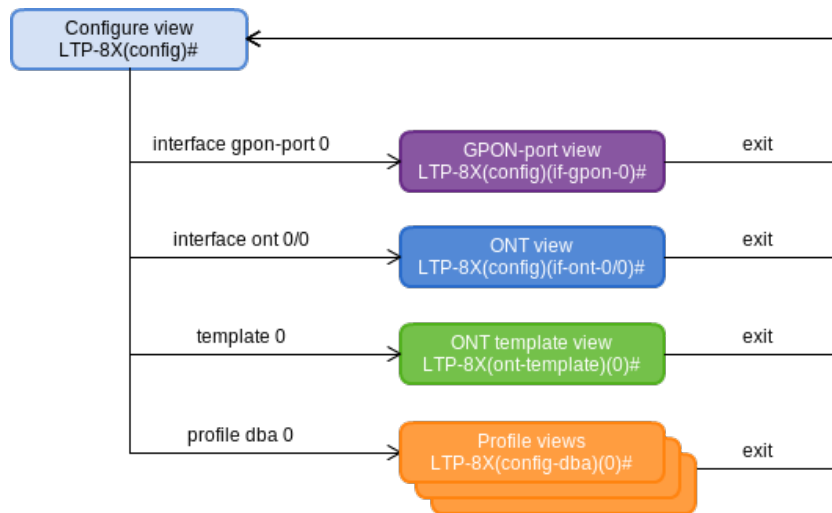 Configure view
LTP-8X(config)#
interface gpon-port 0
GPON-port view
LTP-8X(config)(if-gpon-0)#
exit
interface ont 0/0
ONT view
LTP-8X(config)(if-ont-0/0)#
exit
template 0
ONT template view
LTP-8X(ont-template)(0)#
exit
profile dba 0
Profile views
LTP-8X(config-dba)(0)#
exit